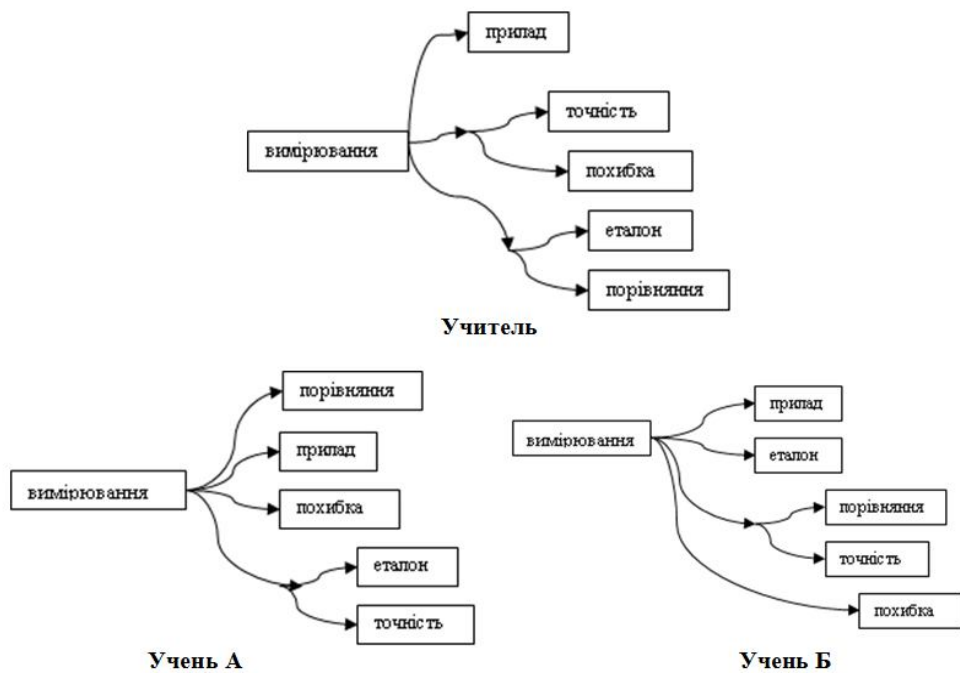 прилад
точність
вимірювання
похибка
еталон
порівняння
Учитель
порівняння
прилад
вимірювання
похибка
еталон
точність
Учень А
прилад
вимірювання
еталон
порівняння
точність
похибка
Учень Б